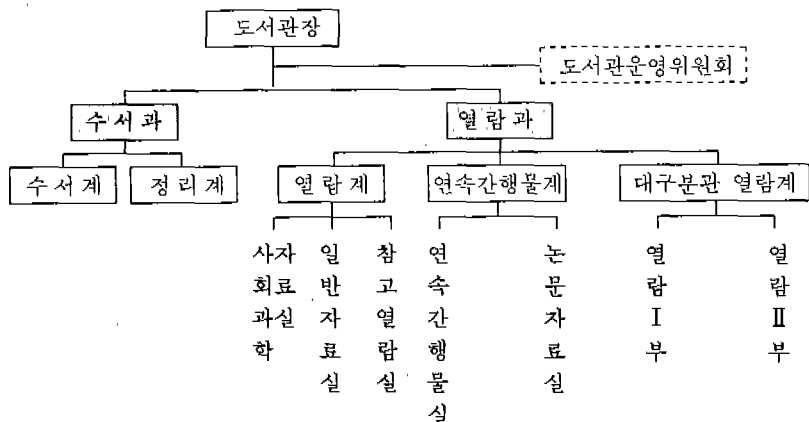 도서관장
도서관운영위원회
수서과
열람과
수서계
정리계
열람계
연속간행물계
대구분관 열람계
사회과학
자료실
일반자료실
참고열람실
연속간행물실
논문자료실
열람Ⅰ부
열람Ⅱ부